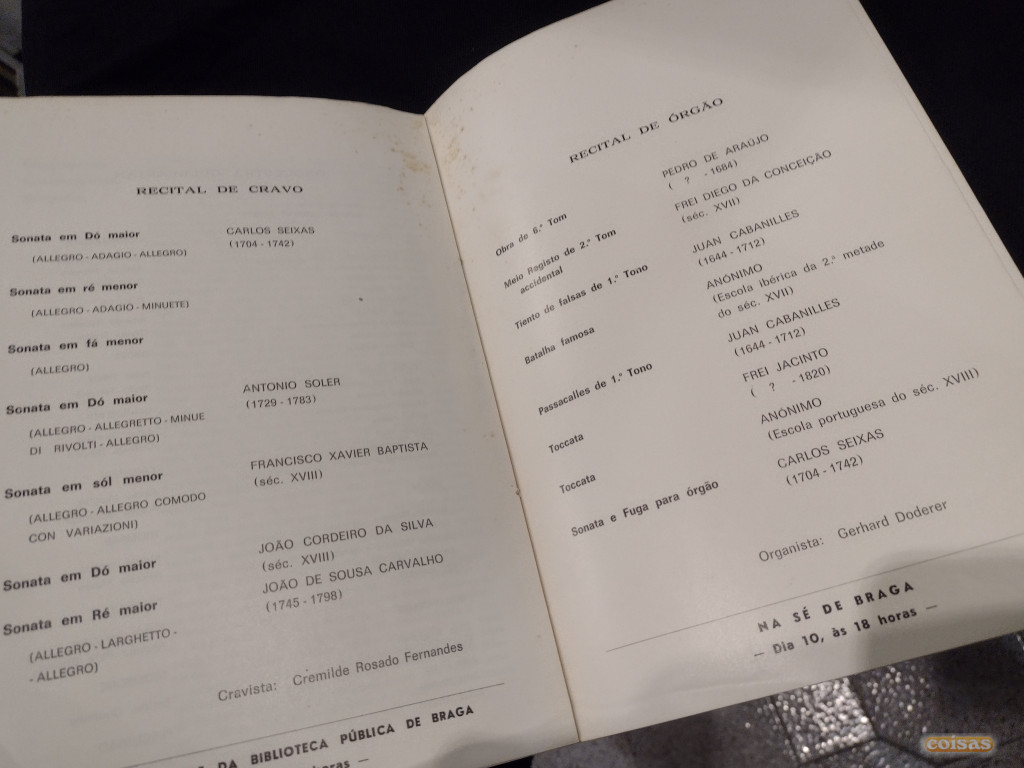 RECITAL DE CRAVO
Sonata em Dó maior CARLOS SEIXAS
(ALLEGRO - ADAGIO - ALLEGRO) (1704 - 1742)
Sonata em ré menor
(ALLEGRO - ADAGIO - MINUETE)
Sonata em fá menor
(ALLEGRO)
Sonata em Dó maior ANTONIO SOLER
(ALLEGRO - ALLEGRETTO - MINUE (1729 - 1783)
DI RIVOLTI - ALLEGRO)
Sonata em sól menor FRANCISCO XAVIER BAPTISTA
(ALLEGRO - ALLEGRO COMODO (séc. XVIII)
CON VARIAZIONI)
Sonata em Dó maior JOÃO CORDEIRO DA SILVA
(séc. XVIII)
Sonata em Ré maior JOÃO DE SOUSA CARVALHO
(ALLEGRO - LARGHETTO - (1745 - 1798)
- ALLEGRO)
Cravista: Cremilde Rosado Fernandes
DA BIBLIOTECA PÚBLICA DE BRAGA
RECITAL DE ÓRGÃO
Obra de 6.º Tom PEDRO DE ARAÚJO
( ? - 1684)
Meio Registo de 2.º Tom FREI DIEGO DA CONCEIÇÃO
accidental (séc. XVII)
Tiento de falsas de 1.º Tono JUAN CABANILLES
(1644 - 1712)
Batalha famosa ANÓNIMO
(Escola ibérica da 2.ª metade
do séc. XVII)
Passacalles de 1.º Tono JUAN CABANILLES
(1644 - 1712)
Toccata FREI JACINTO
( ? - 1820)
Toccata ANÓNIMO
(Escola portuguesa do séc. XVIII)
Sonata e Fuga para órgão CARLOS SEIXAS
(1704 - 1742)
Organista: Gerhard Doderer
NA SÉ DE BRAGA
— Dia 10, às 18 horas —
coisas